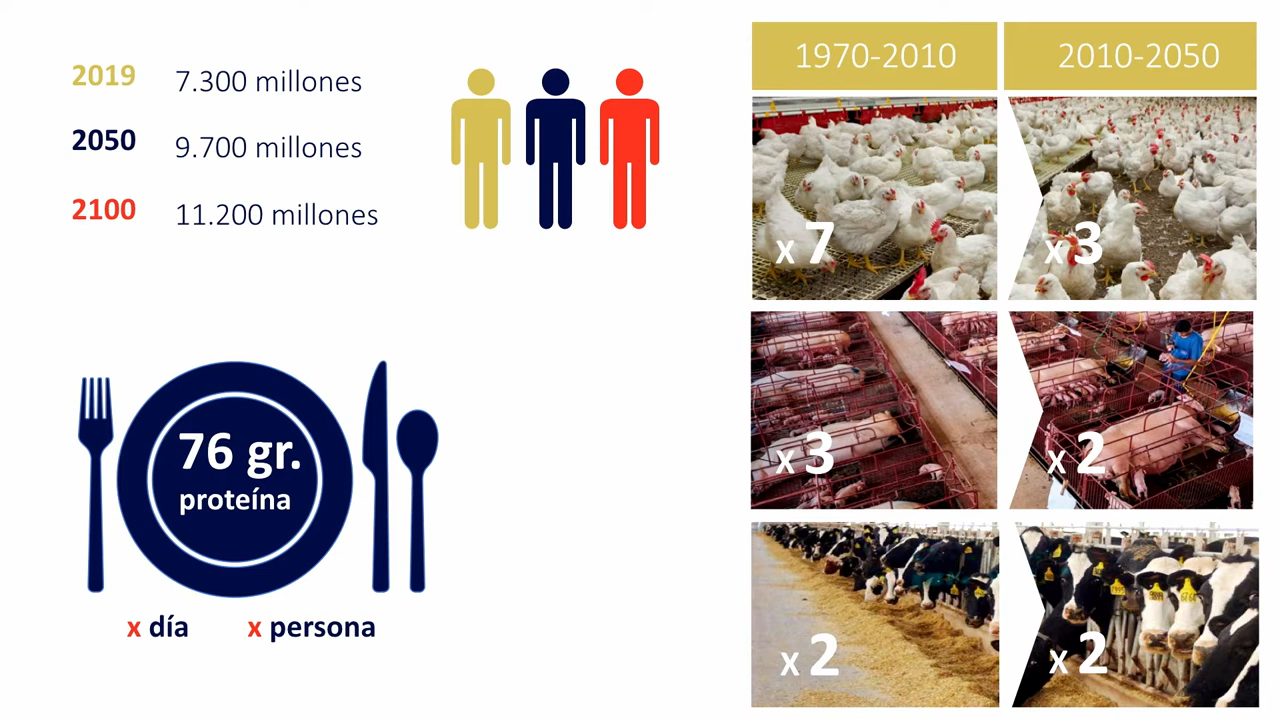 2019 7.300 millones
2050 9.700 millones
2100 11.200 millones
76 gr.
proteína
x día x persona
1970-2010 2010-2050
x 7 x 3
x 3 x 2
x 2 x 2